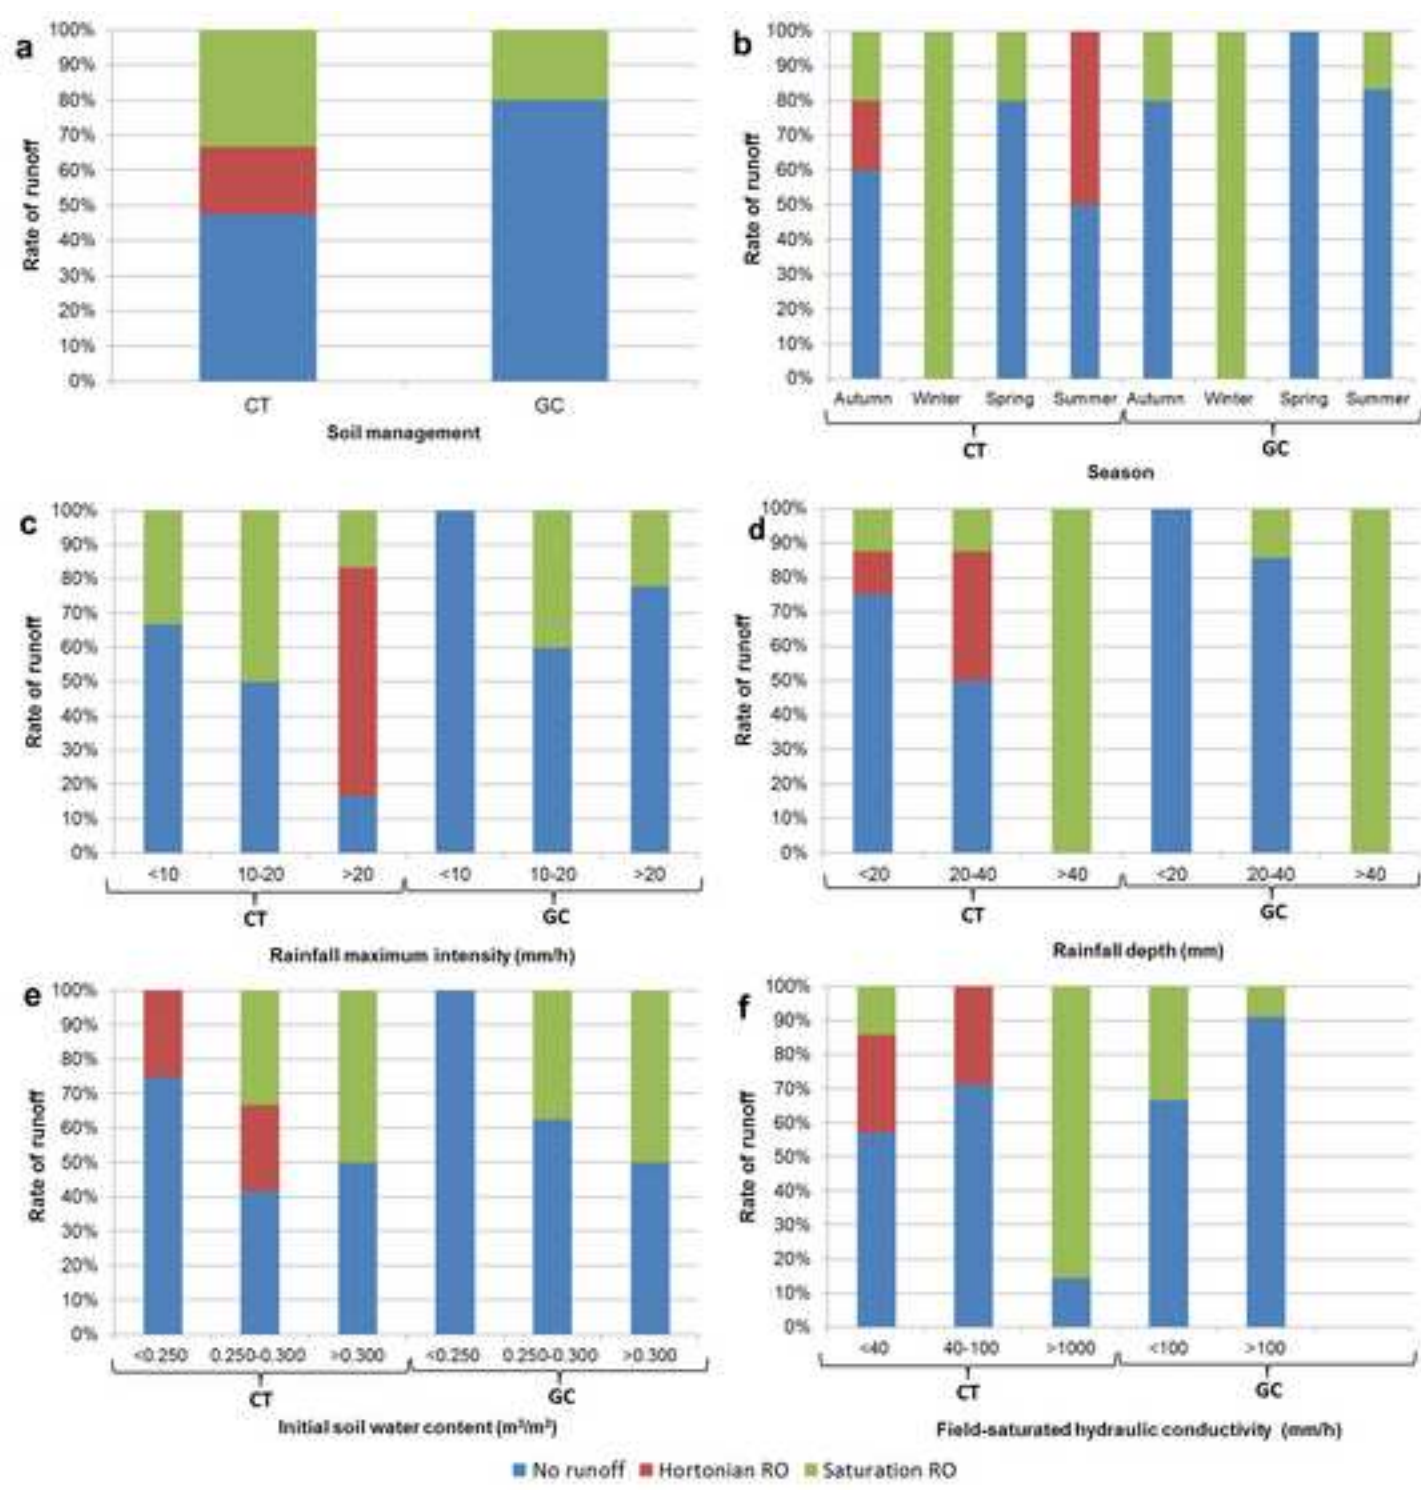 a
100%
90%
80%
70%
60%
50%
40%
30%
20%
10%
0%
Rate of runoff
CT GC
Soil management
b
100%
90%
80%
70%
60%
50%
40%
30%
20%
10%
0%
Rate of runoff
Autumn Winter Spring Summer Autumn Winter Spring Summer
CT GC
Season
c
100%
90%
80%
70%
60%
50%
40%
30%
20%
10%
0%
Rate of runoff
<10 10-20 >20 <10 10-20 >20
CT GC
Rainfall maximum intensity (mm/h)
d
100%
90%
80%
70%
60%
50%
40%
30%
20%
10%
0%
Rate of runoff
<20 20-40 >40 <20 20-40 >40
CT GC
Rainfall depth (mm)
e
100%
90%
80%
70%
60%
50%
40%
30%
20%
10%
0%
Rate of runoff
<0.250 0.250-0.300 >0.300 <0.250 0.250-0.300 >0.300
CT GC
Initial soil water content (m³/m³)
f
100%
90%
80%
70%
60%
50%
40%
30%
20%
10%
0%
Rate of runoff
<40 40-100 >1000 <100 >100
CT GC
Field-saturated hydraulic conductivity (mm/h)
No runoff Hortonian RO Saturation RO